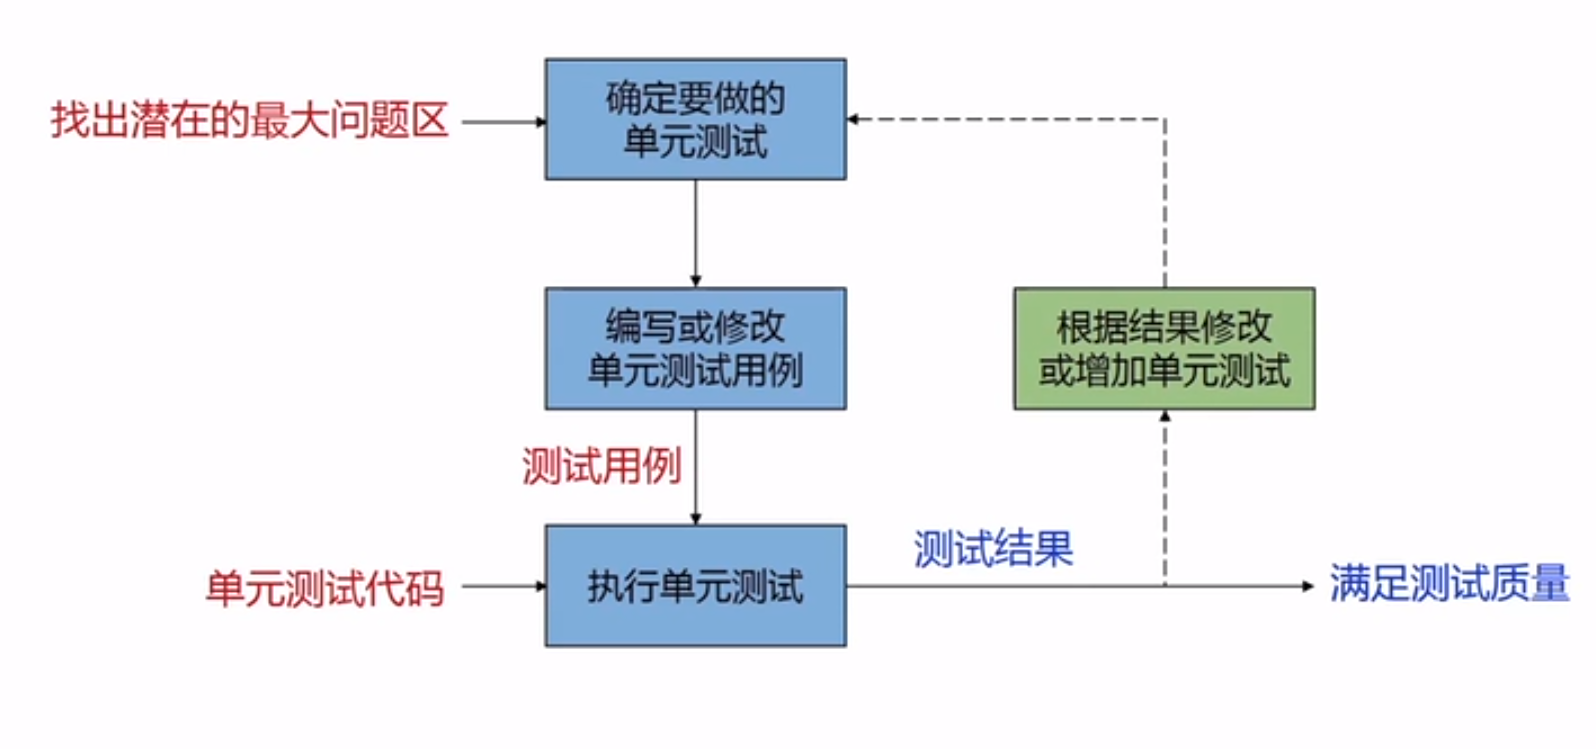 找出潜在的最大问题区
确定要做的
单元测试
编写或修改
单元测试用例
根据结果修改
或增加单元测试
测试用例
单元测试代码
执行单元测试
测试结果
满足测试质量